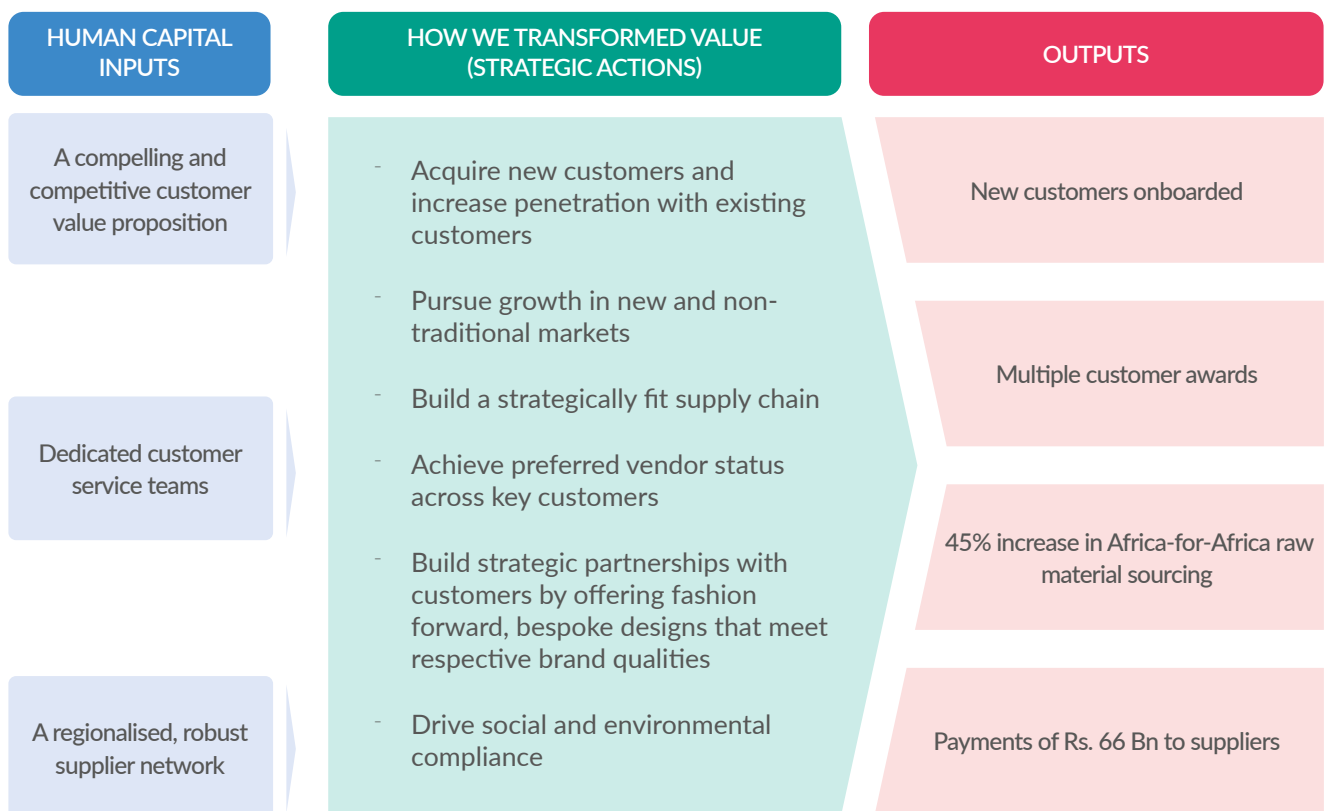 HUMAN CAPITAL
INPUTS
HOW WE TRANSFORMED VALUE
(STRATEGIC ACTIONS)
OUTPUTS
A compelling and
competitive customer
value proposition
Dedicated customer
service teams
A regionalised, robust
supplier network
- Acquire new customers and
increase penetration with existing
customers
- Pursue growth in new and non-
traditional markets
- Build a strategically fit supply chain
- Achieve preferred vendor status
across key customers
- Build strategic partnerships with
customers by offering fashion
forward, bespoke designs that meet
respective brand qualities
- Drive social and environmental
compliance
New customers onboarded
Multiple customer awards
45% increase in Africa-for-Africa raw
material sourcing
Payments of Rs. 66 Bn to suppliers